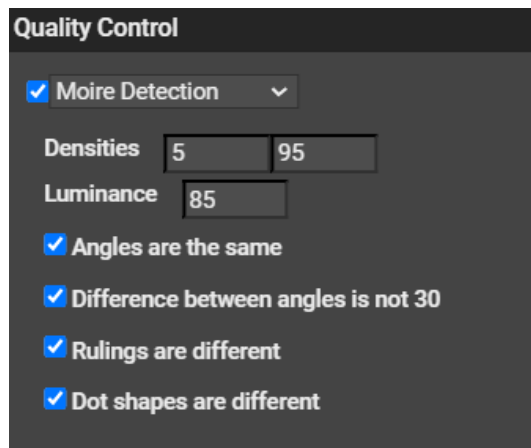 Quality Control
Moire Detection
Densities 5 95
Luminance 85
Angles are the same
Difference between angles is not 30
Rulings are different
Dot shapes are different